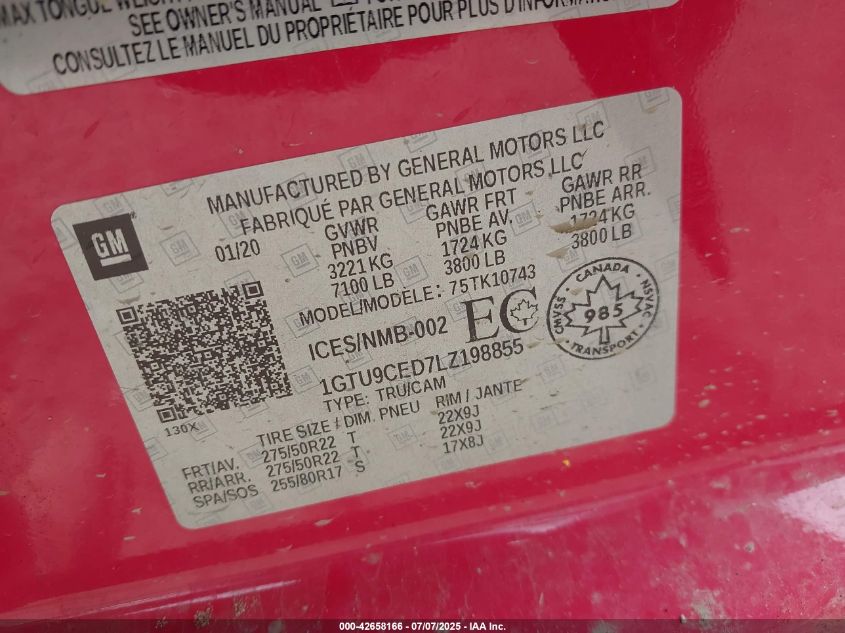 MAX TONGUE WEIGHT
SEE OWNER'S MANUAL
CONSULTEZ LE MANUEL DU PROPRIÉTAIRE POUR PLUS D'INFORMATION
MANUFACTURED BY GENERAL MOTORS LLC
FABRIQUÉ PAR GENERAL MOTORS LLC
GM
01/20
GVWR
PNBV
3221 KG
7100 LB
GAWR FRT
PNBE AV.
1724 KG
3800 LB
GAWR RR
PNBE ARR.
1724 KG
3800 LB
MODEL/MODÈLE: 75TK10743
ICES/NMB-002 EC
CANADA
CMVSS 985 NSVAC
TRANSPORT
1GTU9CED7LZ198855
TYPE: TRU/CAM
130X
TIRE SIZE / DIM. PNEU RIM / JANTE
FRT/AV. 275/50R22 T 22X9J
RR/ARR. 275/50R22 T 22X9J
SPA/SOS 255/80R17 S 17X8J
000-42658166 - 07/07/2025 - IAA Inc.